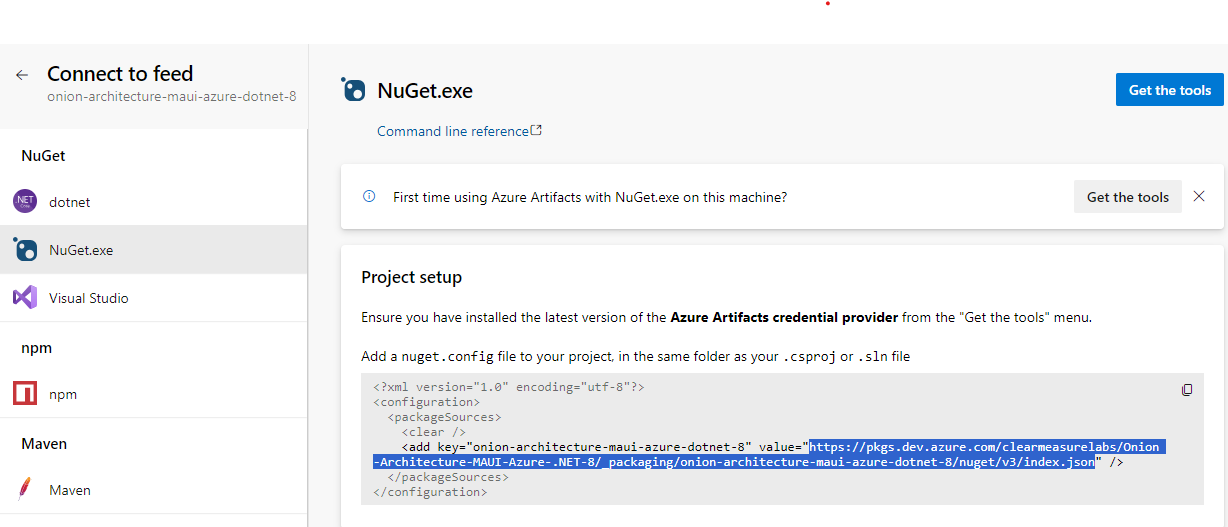 Connect to feed
onion-architecture-maui-azure-dotnet-8
NuGet
.NET Core
dotnet
NuGet.exe
Visual Studio
npm
npm
Maven
Maven
NuGet.exe
Get the tools
Command line reference
First time using Azure Artifacts with NuGet.exe on this machine?
Get the tools
Project setup
Ensure you have installed the latest version of the Azure Artifacts credential provider from the "Get the tools" menu.
Add a nuget.config file to your project, in the same folder as your .csproj or .sln file
<?xml version="1.0" encoding="utf-8"?>
<configuration>
<packageSources>
<clear />
<add key="onion-architecture-maui-azure-dotnet-8" value="https://pkgs.dev.azure.com/clearmeasurelabs/Onion
-Architecture-MAUI-Azure-.NET-8/_packaging/onion-architecture-maui-azure-dotnet-8/nuget/v3/index.json" />
</packageSources>
</configuration>